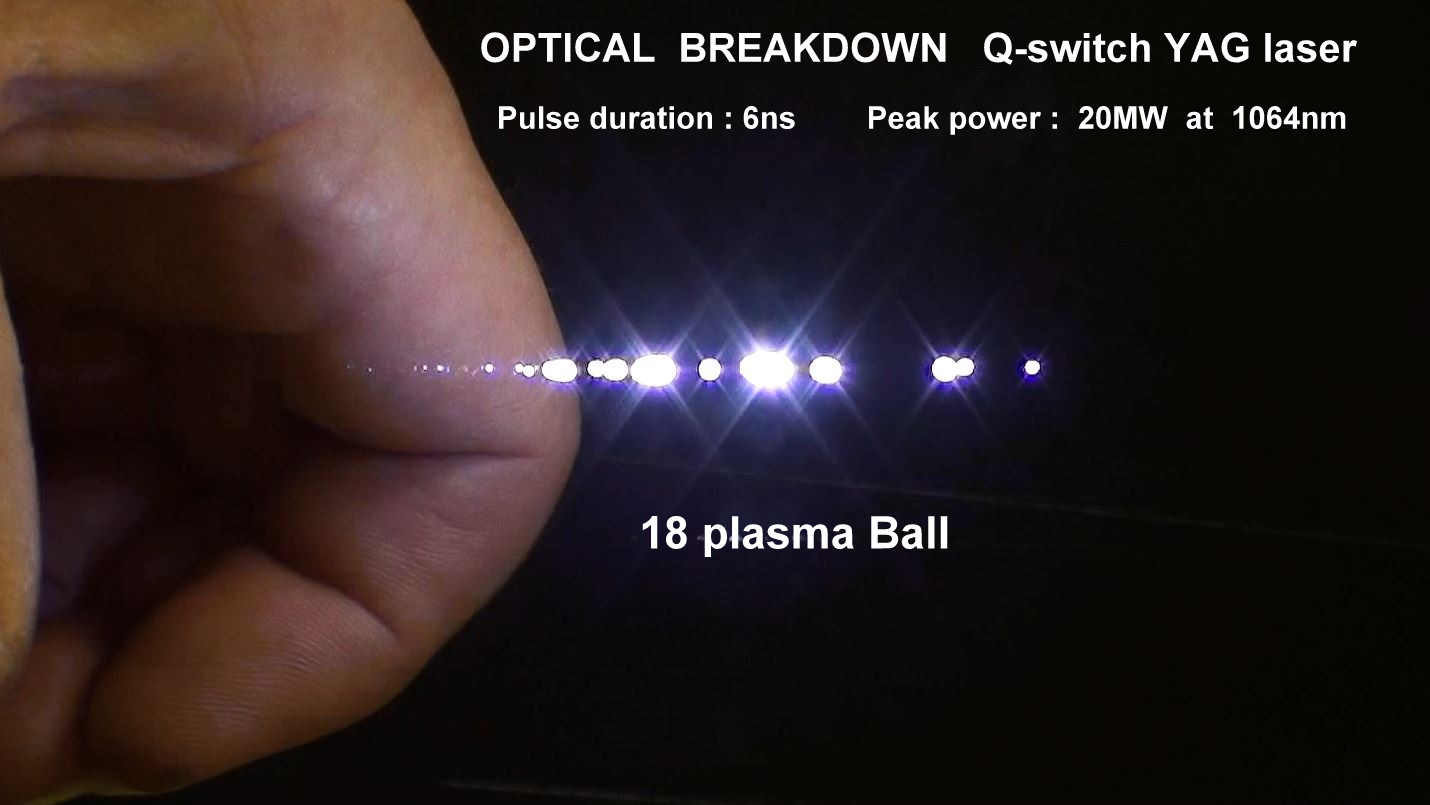 OPTICAL BREAKDOWN Q-switch YAG laser
Pulse duration : 6ns Peak power : 20MW at 1064nm
18 plasma Ball